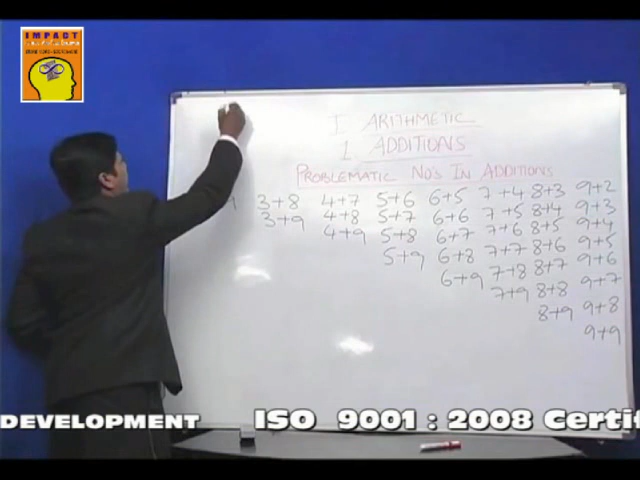 IMPACT
I ARITHMETIC
1 ADDITIONS
PROBLEMATIC NO'S IN ADDITIONS
9 3+8 4+7 5+6 6+5 7+4 8+3 9+2
3+9 4+8 5+7 6+6 7+5 8+4 9+3
4+9 5+8 6+7 7+6 8+5 9+4
5+9 6+8 7+7 8+6 9+5
6+9 7+8 8+7 9+6
7+9 8+8 9+7
8+9 9+8
9+9
DEVELOPMENT ISO 9001 : 2008 Certif